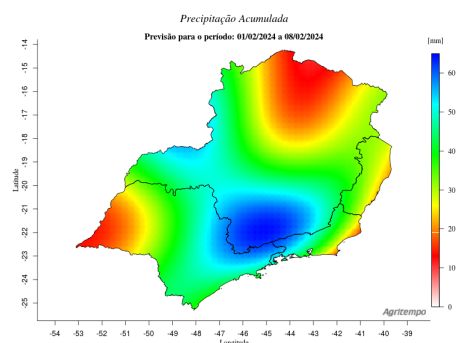 Precipitação Acumulada
Previsão para o período: 01/02/2024 a 08/02/2024
[mm]
-14
-15
-16
-17
-18
-19
-20
-21
-22
-23
-24
-25
Latitude
60
50
40
30
20
10
0
Agritempo
-54 -53 -52 -51 -50 -49 -48 -47 -46 -45 -44 -43 -42 -41 -40 -39
Longitude